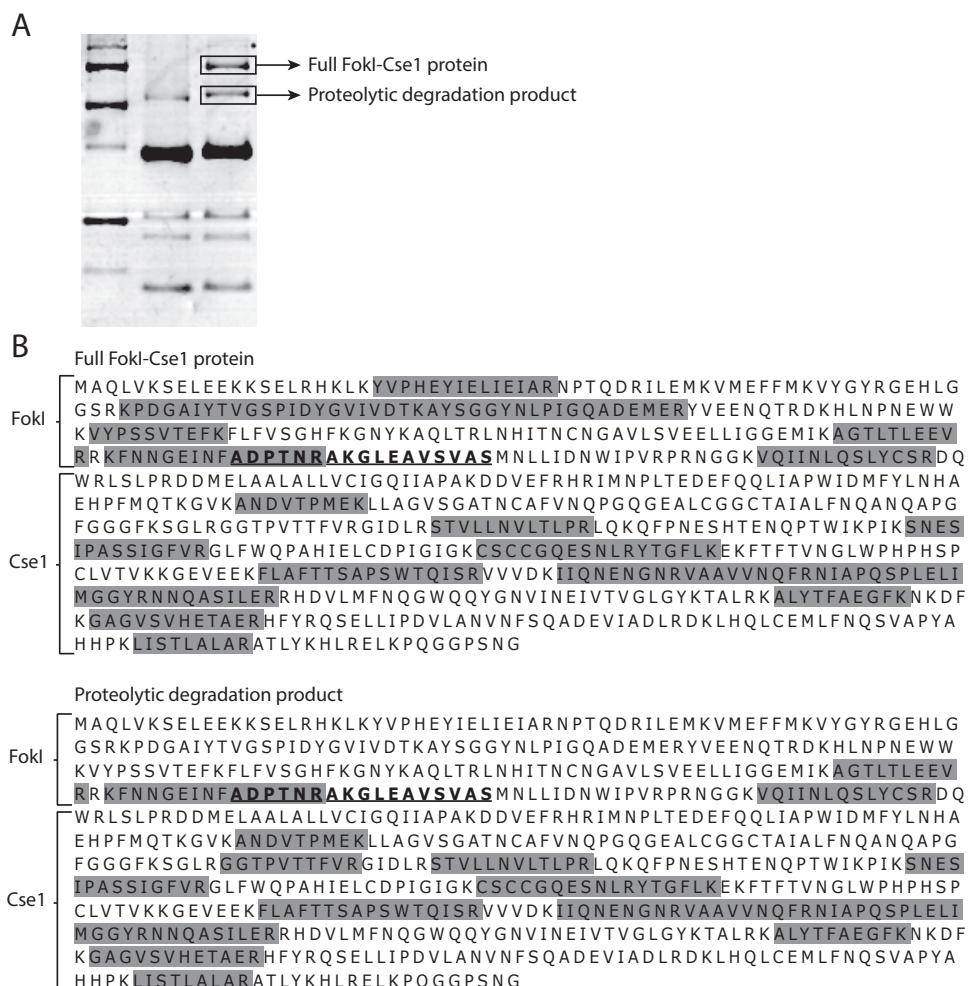 A
Full FokI-Cse1 protein
Proteolytic degradation product
B
Full FokI-Cse1 protein
FokI
MAQLVKSELEEKKSELRHKLKYVPHEYIELIEIARNPTQDRILEMKVMEFFMKVYGYRGEHLG
GSRKPDGAIYTVGSPIDYGVIVDTKAYSGGYNLPIGQADEMERYVEENQTRDKHLNPNEWW
KVYPSSVTEFKFLFVSGHFKGNYKAQLTRLNHITNCNGAVLSVEELLIGGEMIKAGTLTLEEV
RRKFNNGEINFADPTNRAKGLEAVSVASMNLLIDNWIPVRPRNGGKVQIINLQSLYCSRDQ
Cse1
WRLSLPRDDMELAALALLVCIGQIIAPAKDDVEFRHRIMNPLTEDEFQQLIAPWIDMFYLNHA
EHPFMQTKGVKANDVTPMEKLLAGVSGATNCAFVNQPGQGEALCGGCTAIALFNQANQAPG
FGGGFKSGLRGGTPVTTFVRGIDLRSTVLLNVLTLPRLQKQFPNESHTENQPTWIKPIKSNES
IPASSIGFVRGLFWQPAHIELCDPIGIGKCSCCGQESNLRYTGFLKEKFTFTVNGLWPHPHSP
CLVTVKKGEVEEKFLAFTTSAPSWTQISRVVVDKIIQNENGNRVAAVVNQFRNIAPQSPLELI
MGGYRNNQASILERRHDVLMFNQGWQQYGNVINEIVTVGLGYKTALRKALYTFAEGFKNKDF
KGAGVSVHETAERHFYRQSELLIPDVLANVNFSQADEVIADLRDKLHQLCEMLFNQSVAPYA
HHPKLISTLALARATLYKHLRELKPQGGPSNG
Proteolytic degradation product
FokI
MAQLVKSELEEKKSELRHKLKYVPHEYIELIEIARNPTQDRILEMKVMEFFMKVYGYRGEHLG
GSRKPDGAIYTVGSPIDYGVIVDTKAYSGGYNLPIGQADEMERYVEENQTRDKHLNPNEWW
KVYPSSVTEFKFLFVSGHFKGNYKAQLTRLNHITNCNGAVLSVEELLIGGEMIKAGTLTLEEV
RRKFNNGEINFADPTNRAKGLEAVSVASMNLLIDNWIPVRPRNGGKVQIINLQSLYCSRDQ
Cse1
WRLSLPRDDMELAALALLVCIGQIIAPAKDDVEFRHRIMNPLTEDEFQQLIAPWIDMFYLNHA
EHPFMQTKGVKANDVTPMEKLLAGVSGATNCAFVNQPGQGEALCGGCTAIALFNQANQAPG
FGGGFKSGLRGGTPVTTFVRGIDLRSTVLLNVLTLPRLQKQFPNESHTENQPTWIKPIKSNES
IPASSIGFVRGLFWQPAHIELCDPIGIGKCSCCGQESNLRYTGFLKEKFTFTVNGLWPHPHSP
CLVTVKKGEVEEKFLAFTTSAPSWTQISRVVVDKIIQNENGNRVAAVVNQFRNIAPQSPLELI
MGGYRNNQASILERRHDVLMFNQGWQQYGNVINEIVTVGLGYKTALRKALYTFAEGFKNKDF
KGAGVSVHETAERHFYRQSELLIPDVLANVNFSQADEVIADLRDKLHQLCEMLFNQSVAPYA
HHPKLISTLALARATLYKHLRELKPQGGPSNG